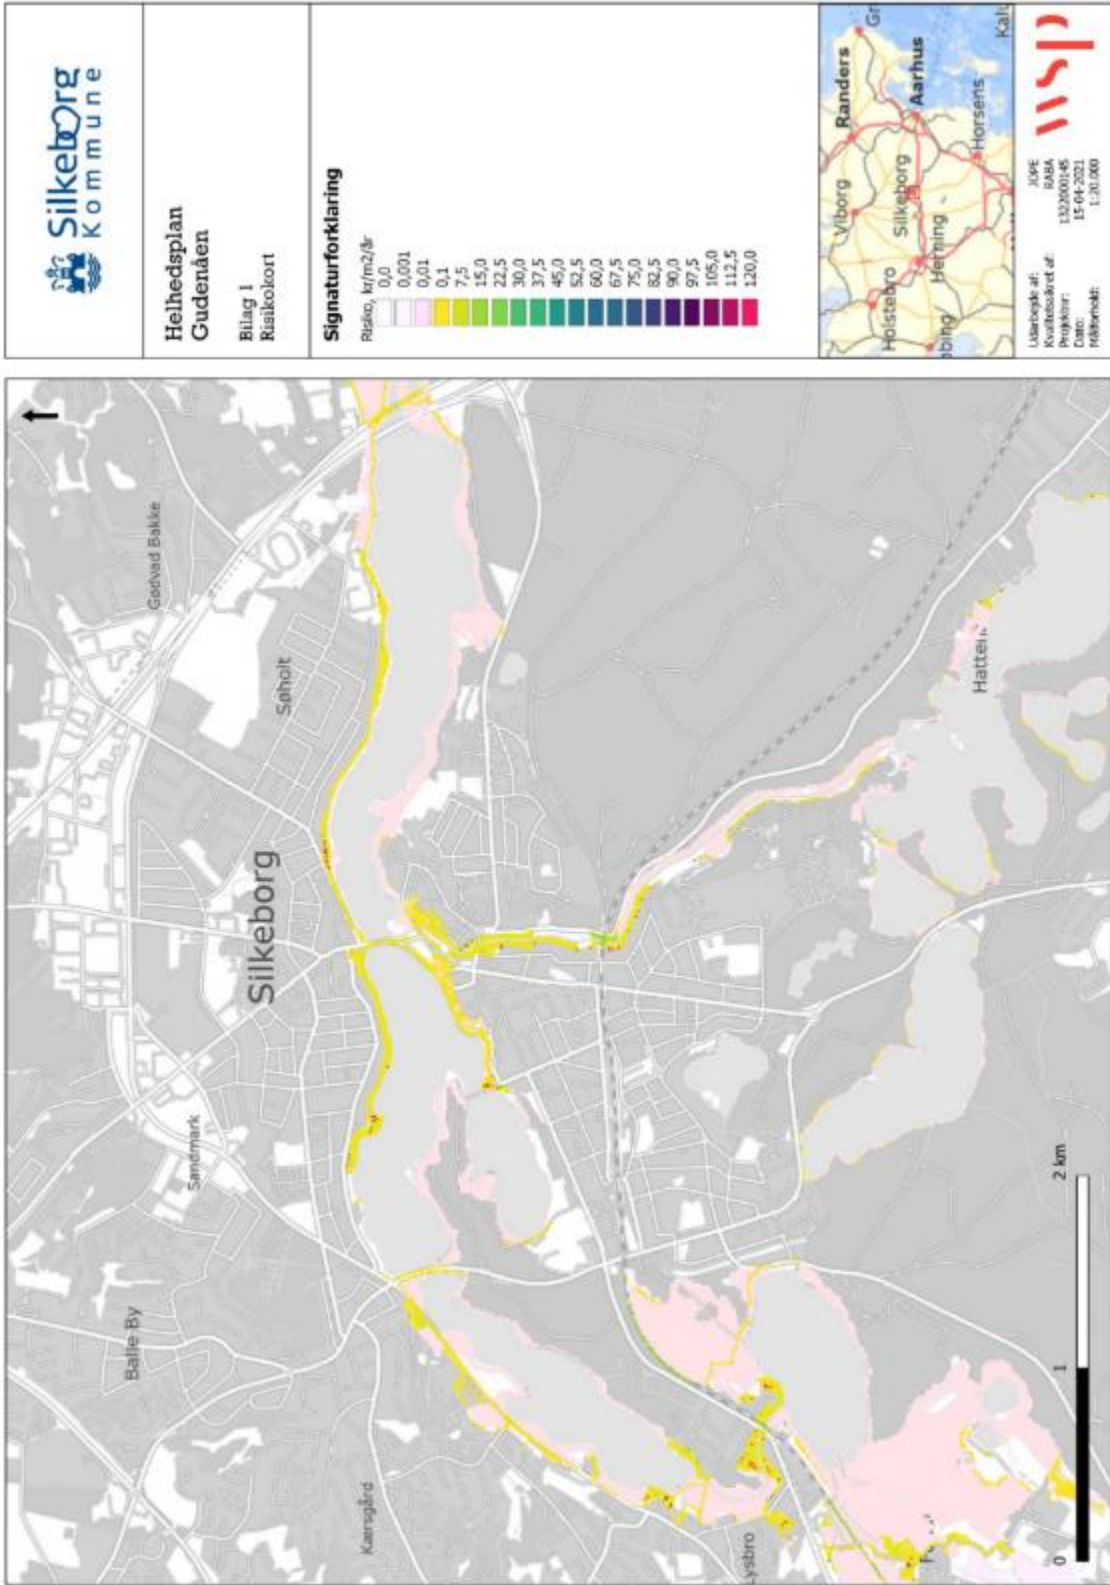 Silkeborg
Kommune
Helhedsplan
Gudenåen
Bilag 1
Risikokort
Signaturforklaring
Risiko, kr/m2/år
0,0
0,001
0,01
0,1
7,5
15,0
22,5
30,0
37,5
45,0
52,5
60,0
67,5
75,0
82,5
90,0
97,5
105,0
112,5
120,0
Randers
Viborg
Aarhus
Silkeborg
Holstebro
Herning
Horsens
wsp
Udarbejde af: JOPE
Kvalitetssikret af: RABA
Projektnr: 1322000145
Dato: 15-04-2021
Målforhold: 1:20.000
Gødvad Bakke
Søholt
Silkeborg
Sandmark
Balle By
Kærsgård
Lysbro
0 1 2 km